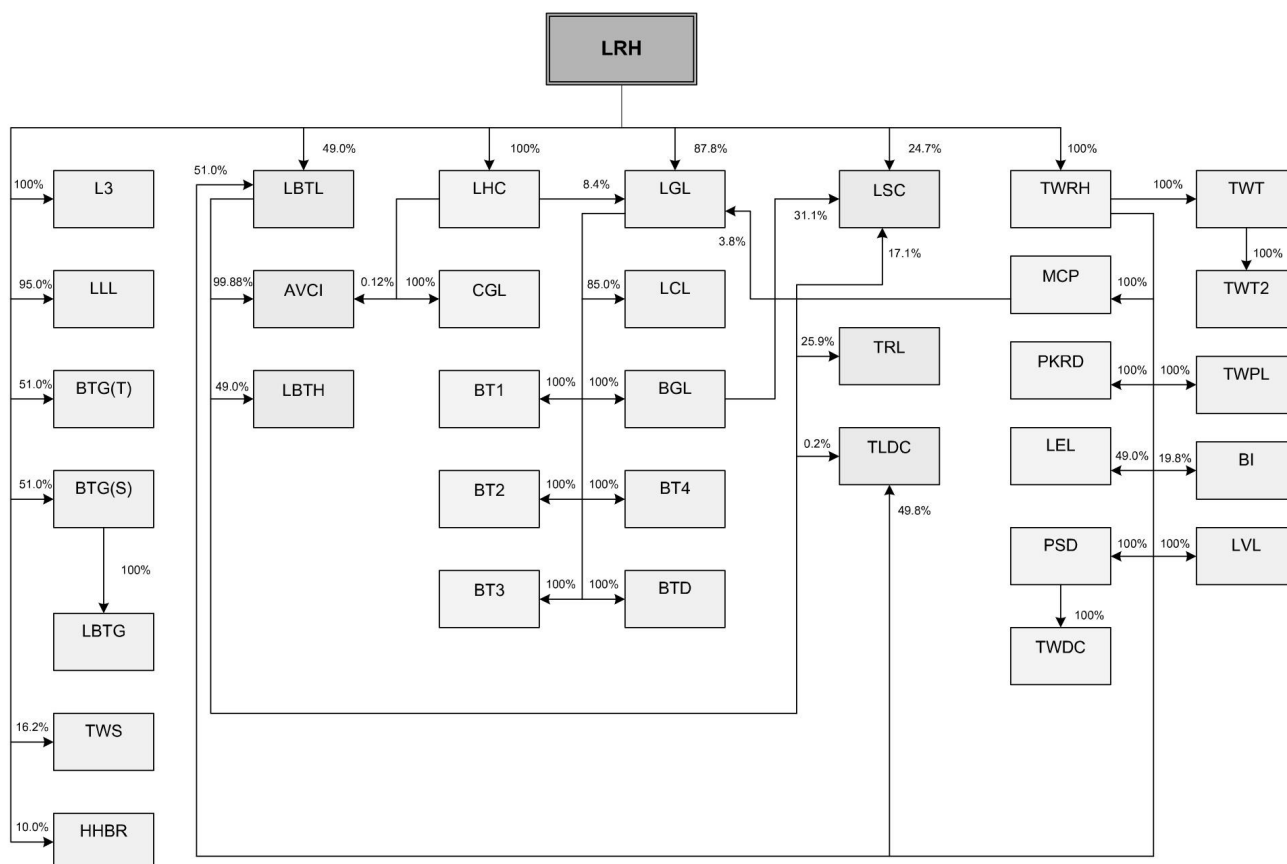 LRH
49.0%
100%
87.8%
24.7%
100%
100%
L3
51.0%
LBTL
LHC
8.4%
LGL
31.1%
LSC
TWRH
100%
TWT
3.8%
17.1%
100%
95.0%
LLL
99.88%
AVCI
0.12%
100%
CGL
85.0%
LCL
MCP
100%
TWT2
25.9%
TRL
51.0%
BTG(T)
49.0%
LBTH
BT1
100%
100%
BGL
PKRD
100%
100%
TWPL
0.2%
TLDC
LEL
49.0%
19.8%
BI
51.0%
BTG(S)
BT2
100%
100%
BT4
49.8%
100%
PSD
100%
100%
LVL
BT3
100%
100%
BTD
100%
LBTG
TWDC
16.2%
TWS
10.0%
HHBR